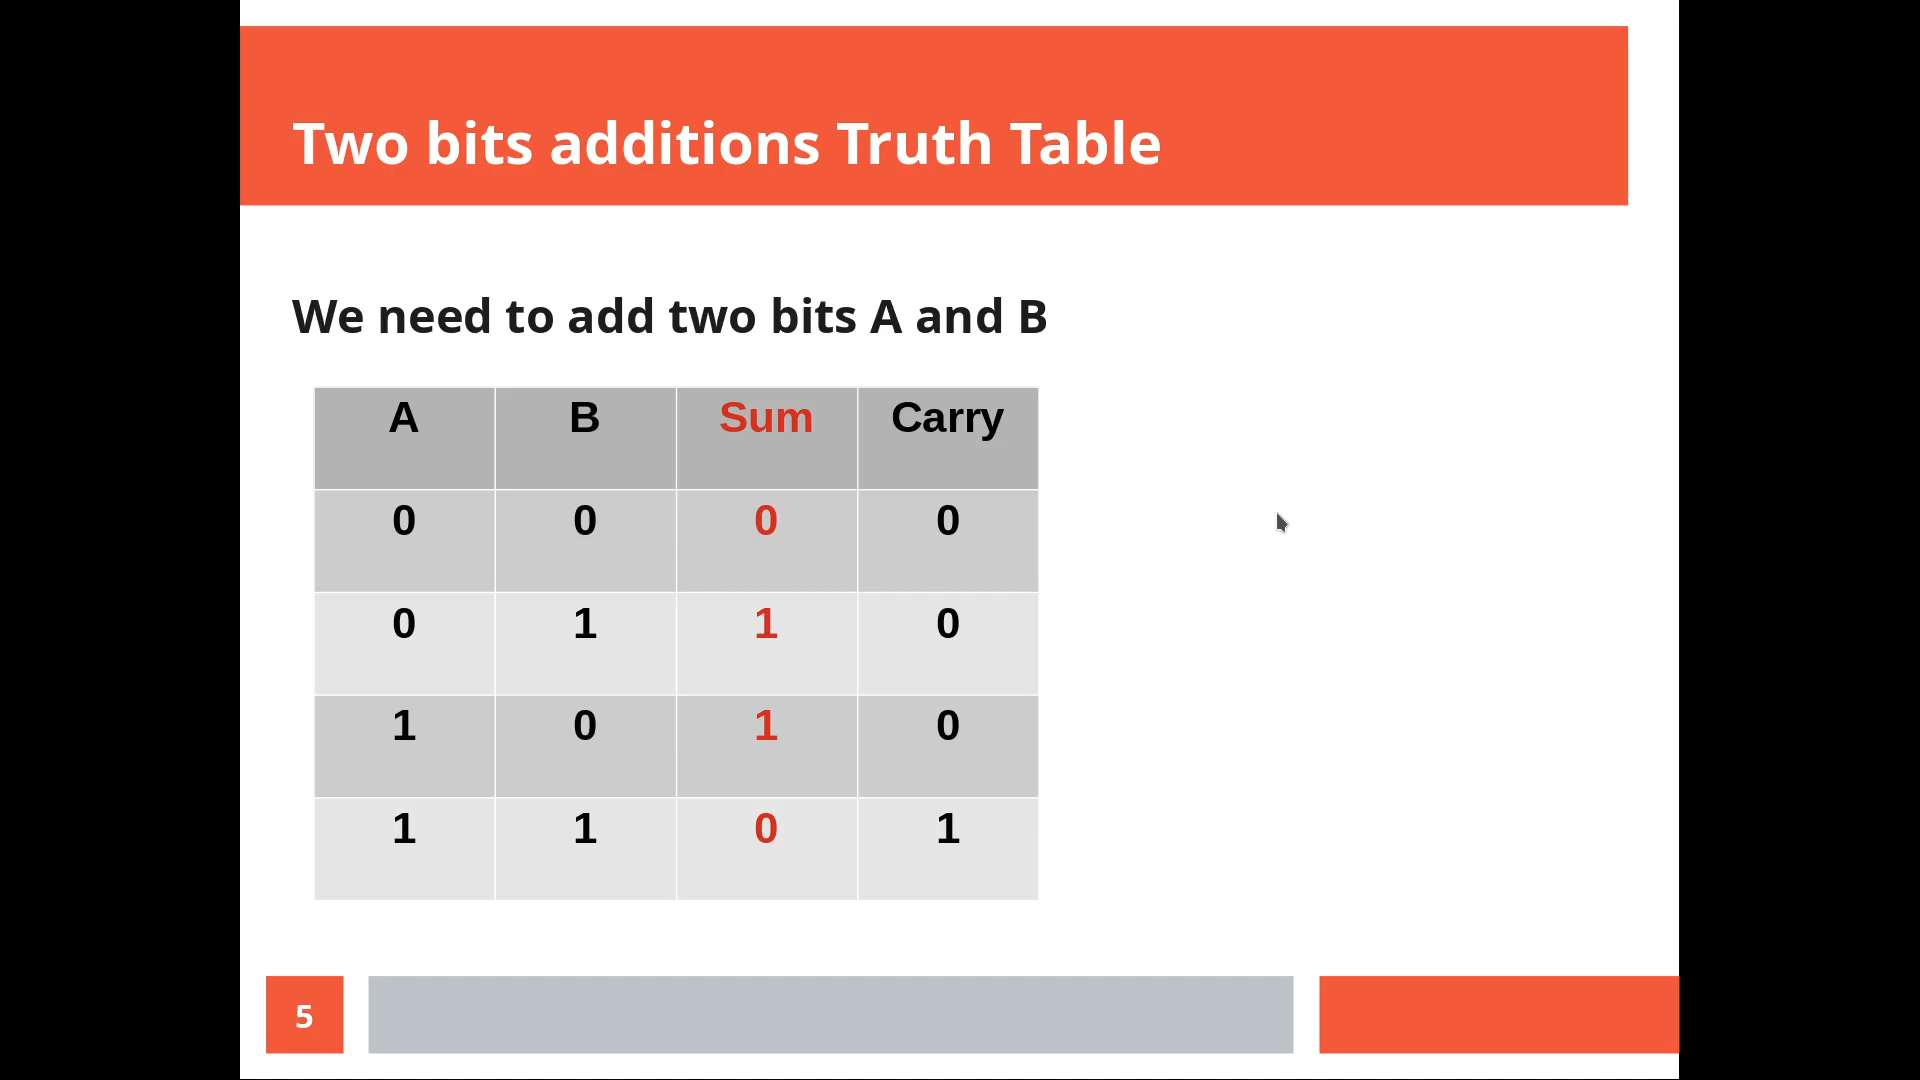 Two bits additions Truth Table
We need to add two bits A and B
A B Sum Carry
0 0 0 0
0 1 1 0
1 0 1 0
1 1 0 1
5